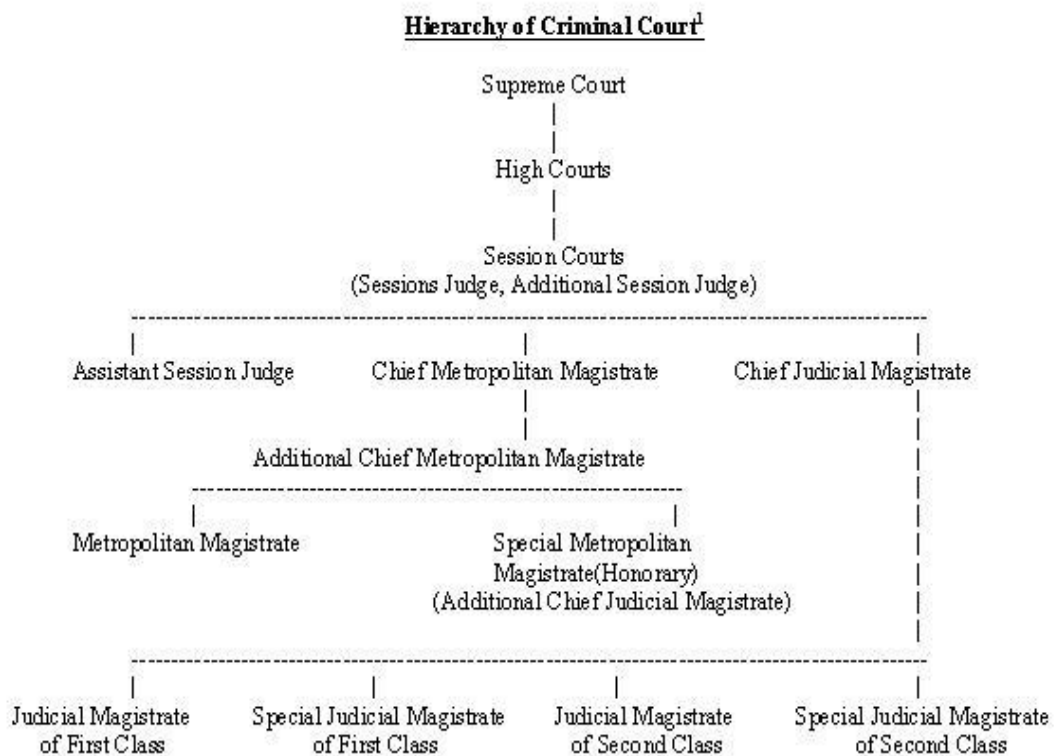 Hierarchy of Criminal Court1
Supreme Court
High Courts
Session Courts
(Sessions Judge, Additional Session Judge)
Assistant Session Judge
Chief Metropolitan Magistrate
Chief Judicial Magistrate
Additional Chief Metropolitan Magistrate
Metropolitan Magistrate
Special Metropolitan
Magistrate(Honorary)
(Additional Chief Judicial Magistrate)
Judicial Magistrate
of First Class
Special Judicial Magistrate
of First Class
Judicial Magistrate
of Second Class
Special Judicial Magistrate
of Second Class